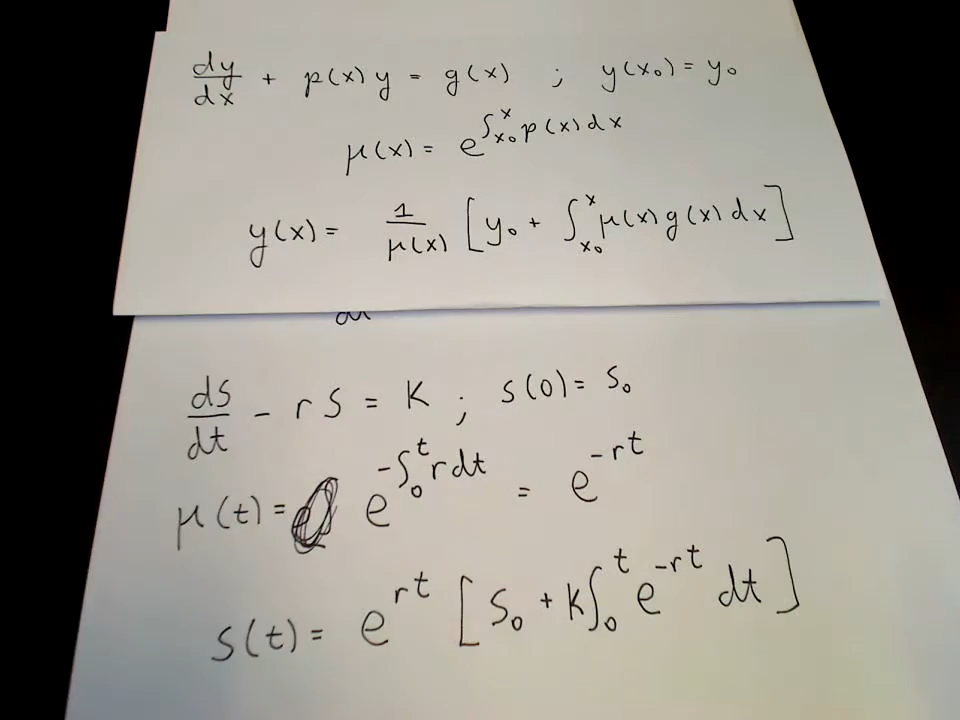 dy/dx + p(x) y = g(x) ; y(x₀) = y₀
μ(x) = e^{∫_{x₀}^{x} p(x) dx}
y(x) = 1/μ(x) [y₀ + ∫_{x₀}^{x} μ(x) g(x) dx]
dS/dt - r S = K ; S(0) = S₀
μ(t) = e^{-∫_0^t r dt} = e^{-rt}
S(t) = e^{rt} [S₀ + K ∫_0^t e^{-rt} dt]